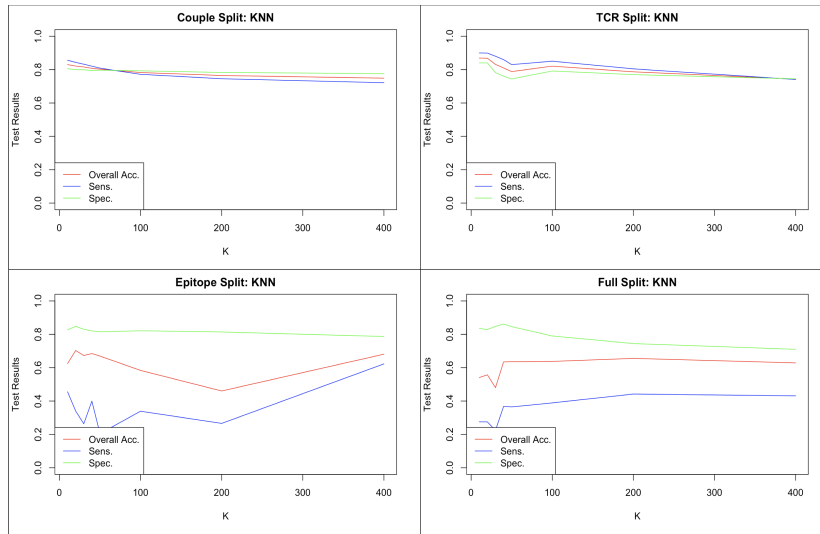 Couple Split: KNN
1.0
0.8
0.6
0.4
0.2
0.0
Test Results
Overall Acc.
Sens.
Spec.
0 100 200 300 400
K
TCR Split: KNN
1.0
0.8
0.6
0.4
0.2
0.0
Test Results
Overall Acc.
Sens.
Spec.
0 100 200 300 400
K
Epitope Split: KNN
1.0
0.8
0.6
0.4
0.2
0.0
Test Results
Overall Acc.
Sens.
Spec.
0 100 200 300 400
K
Full Split: KNN
1.0
0.8
0.6
0.4
0.2
0.0
Test Results
Overall Acc.
Sens.
Spec.
0 100 200 300 400
K